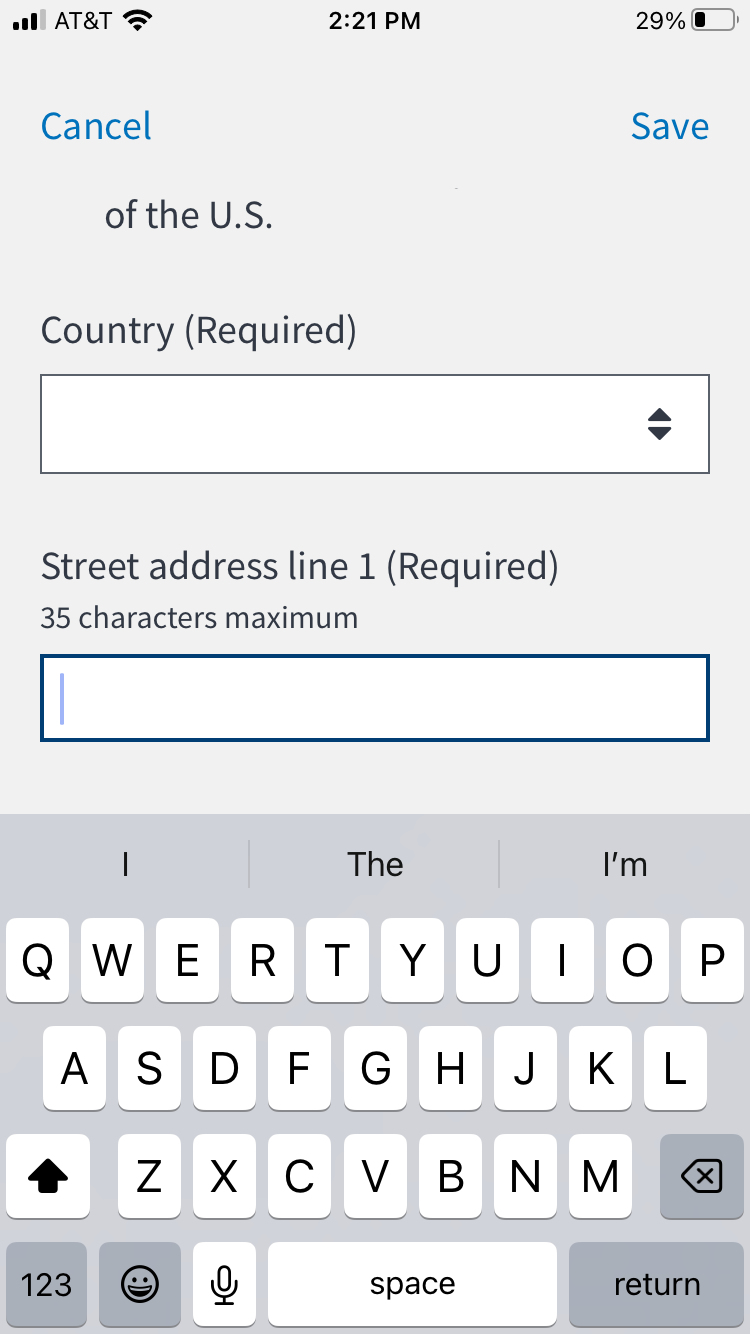 AT&T 2:21 PM 29%
Cancel Save
of the U.S.
Country (Required)
Street address line 1 (Required)
35 characters maximum
I The I’m
Q W E R T Y U I O P
A S D F G H J K L
Z X C V B N M
123 space return